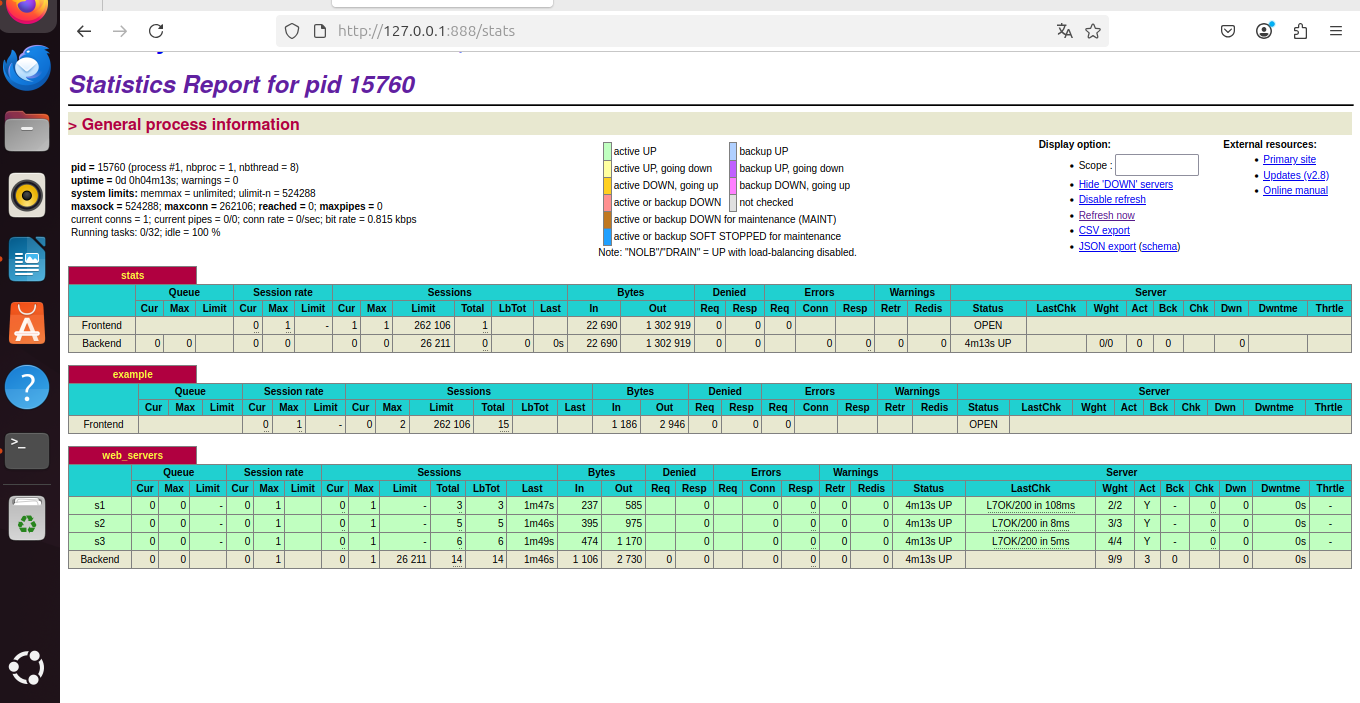 http://127.0.0.1:888/stats
Statistics Report for pid 15760
> General process information
pid = 15760 (process #1, nbproc = 1, nbthread = 8)
uptime = 0d 0h04m13s; warnings = 0
system limits: memmax = unlimited; ulimit-n = 524288
maxsock = 524288; maxconn = 262106; reached = 0; maxpipes = 0
current conns = 1; current pipes = 0/0; conn rate = 0/sec; bit rate = 0.815 kbps
Running tasks: 0/32; idle = 100 %
active UP backup UP
active UP, going down backup UP, going down
active DOWN, going up backup DOWN, going up
active or backup DOWN not checked
active or backup DOWN for maintenance (MAINT)
active or backup SOFT STOPPED for maintenance
Note: "NOLB"/"DRAIN" = UP with load-balancing disabled.
Display option:
Scope :
Hide 'DOWN' servers
Disable refresh
Refresh now
CSV export
JSON export (schema)
External resources:
Primary site
Updates (v2.8)
Online manual
stats
Queue Session rate Sessions Bytes Denied Errors Warnings Server
Cur Max Limit Cur Max Limit Cur Max Limit Total LbTot Last In Out Req Resp Req Conn Resp Retr Redis Status LastChk Wght Act Bck Chk Dwn Dwntme Thrtle
Frontend 0 1 - 1 1 262 106 1 22 690 1 302 919 0 0 0 OPEN
Backend 0 0 0 0 0 0 26 211 0 0 0s 22 690 1 302 919 0 0 0 0 0 0 4m13s UP 0/0 0 0 0
example
Queue Session rate Sessions Bytes Denied Errors Warnings Server
Cur Max Limit Cur Max Limit Cur Max Limit Total LbTot Last In Out Req Resp Req Conn Resp Retr Redis Status LastChk Wght Act Bck Chk Dwn Dwntme Thrtle
Frontend 0 1 - 0 2 262 106 15 1 186 2 946 0 0 0 OPEN
web_servers
Queue Session rate Sessions Bytes Denied Errors Warnings Server
Cur Max Limit Cur Max Limit Cur Max Limit Total LbTot Last In Out Req Resp Req Conn Resp Retr Redis Status LastChk Wght Act Bck Chk Dwn Dwntme Thrtle
s1 0 0 - 0 1 0 1 - 3 3 1m47s 237 585 0 0 0 0 0 4m13s UP L7OK/200 in 108ms 2/2 Y - 0 0 0s -
s2 0 0 - 0 1 0 1 - 5 5 1m46s 395 975 0 0 0 0 0 4m13s UP L7OK/200 in 8ms 3/3 Y - 0 0 0s -
s3 0 0 - 0 1 0 1 - 6 6 1m49s 474 1 170 0 0 0 0 0 4m13s UP L7OK/200 in 5ms 4/4 Y - 0 0 0s -
Backend 0 0 0 1 0 1 26 211 14 14 1m46s 1 106 2 730 0 0 0 0 0 0 4m13s UP 9/9 3 0 0 0s